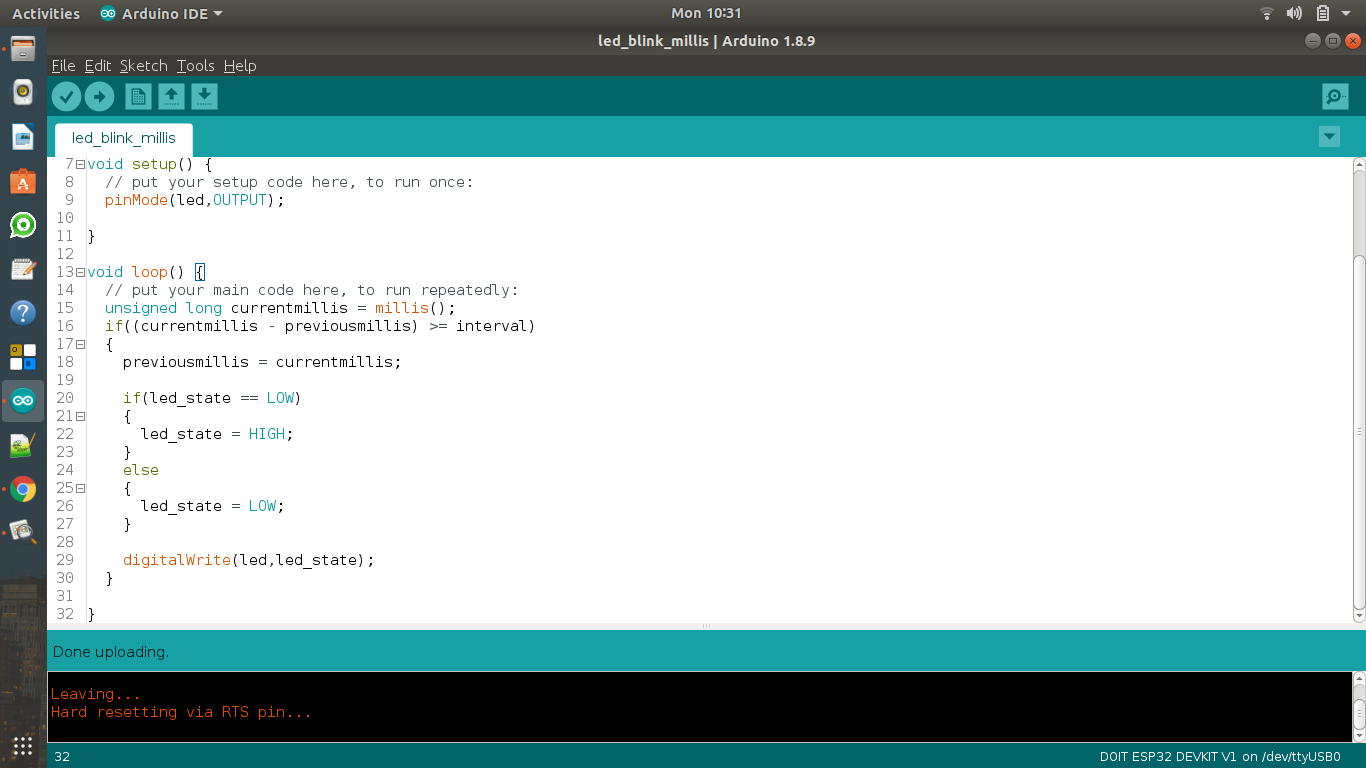 Activities Arduino IDE Mon 10:31
led_blink_millis | Arduino 1.8.9
File Edit Sketch Tools Help
led_blink_millis
7 void setup() {
8 // put your setup code here, to run once:
9 pinMode(led,OUTPUT);
10
11 }
12
13 void loop() {
14 // put your main code here, to run repeatedly:
15 unsigned long currentmillis = millis();
16 if((currentmillis - previousmillis) >= interval)
17 {
18 previousmillis = currentmillis;
19
20 if(led_state == LOW)
21 {
22 led_state = HIGH;
23 }
24 else
25 {
26 led_state = LOW;
27 }
28
29 digitalWrite(led,led_state);
30 }
31
32 }
Done uploading.
Leaving...
Hard resetting via RTS pin...
32 DOIT ESP32 DEVKIT V1 on /dev/ttyUSB0